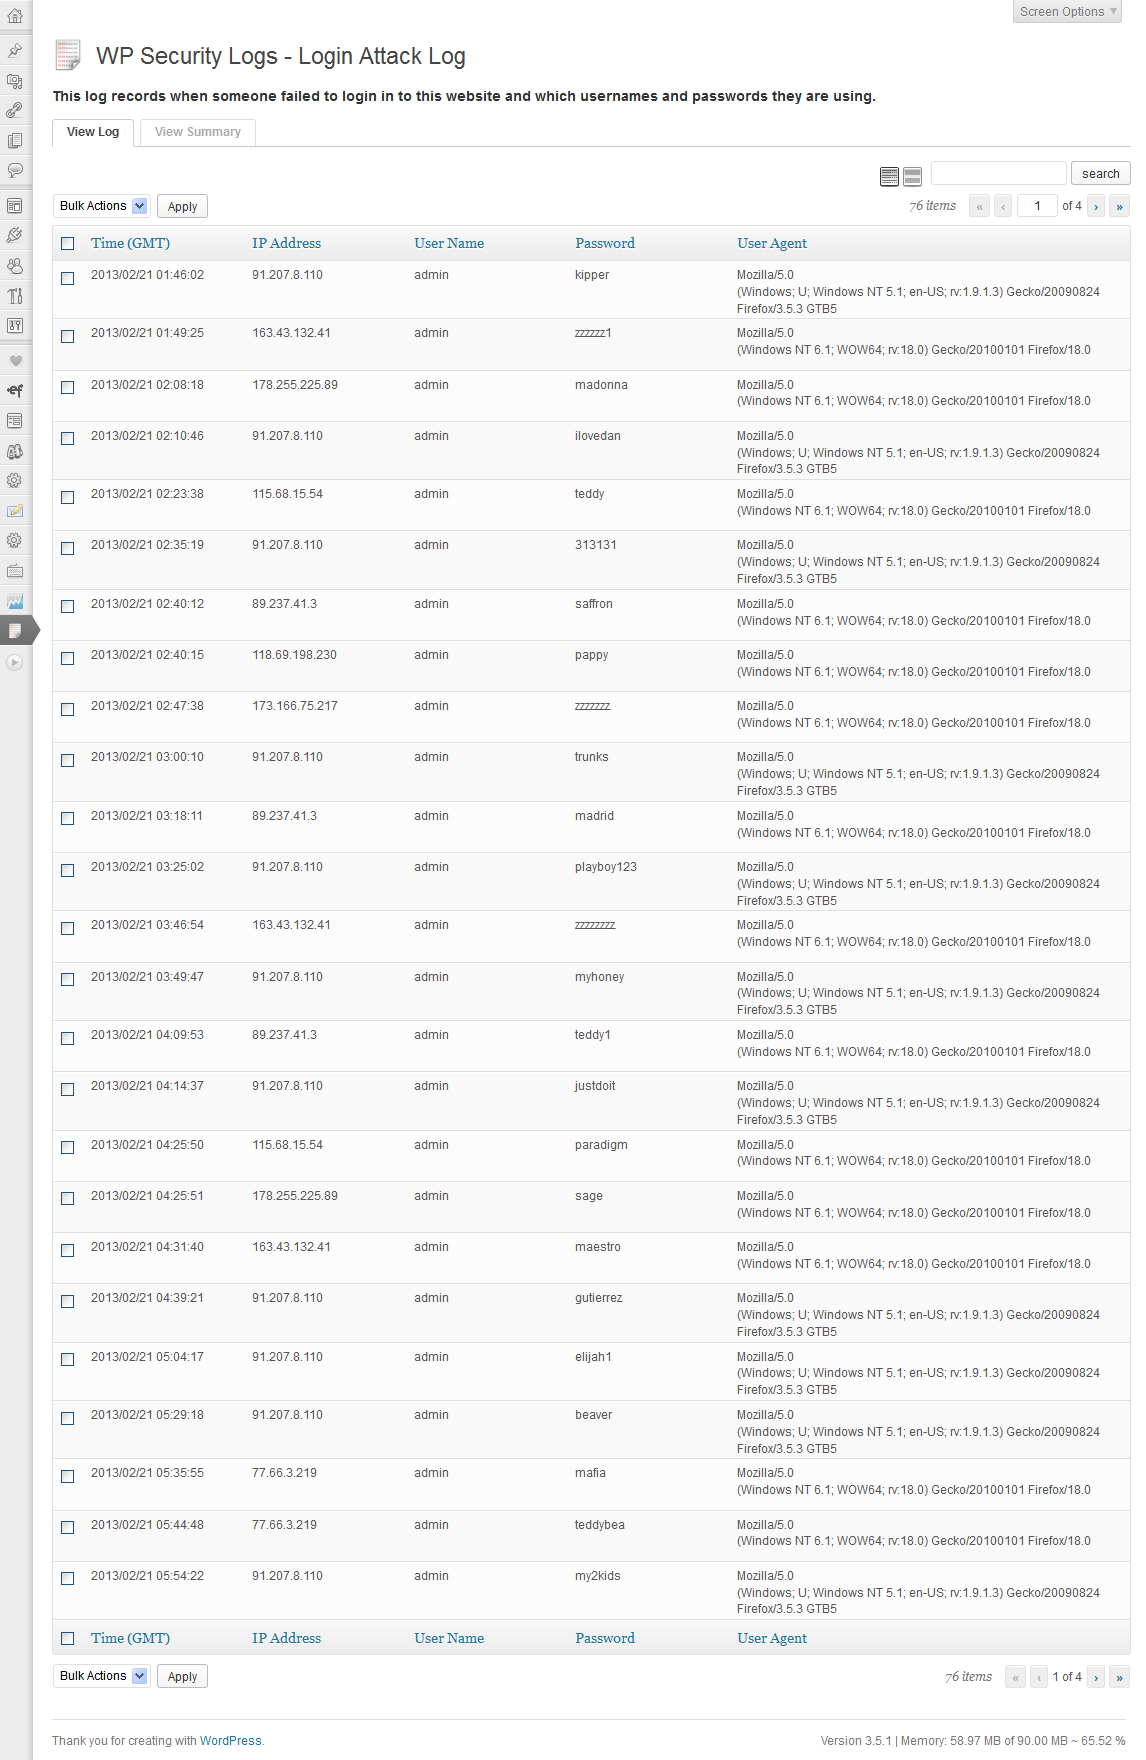 Screen Options
WP Security Logs - Login Attack Log
This log records when someone failed to login in to this website and which usernames and passwords they are using.
View Log View Summary
search
Bulk Actions Apply 76 items « ‹ 1 of 4 › »
Time (GMT) IP Address User Name Password User Agent
2013/02/21 01:46:02 91.207.8.110 admin kipper Mozilla/5.0
(Windows; U; Windows NT 5.1; en-US; rv:1.9.1.3) Gecko/20090824
Firefox/3.5.3 GTB5
2013/02/21 01:49:25 163.43.132.41 admin zzzzzz1 Mozilla/5.0
(Windows NT 6.1; WOW64; rv:18.0) Gecko/20100101 Firefox/18.0
2013/02/21 02:08:18 178.255.225.89 admin madonna Mozilla/5.0
(Windows NT 6.1; WOW64; rv:18.0) Gecko/20100101 Firefox/18.0
2013/02/21 02:10:46 91.207.8.110 admin ilovedan Mozilla/5.0
(Windows; U; Windows NT 5.1; en-US; rv:1.9.1.3) Gecko/20090824
Firefox/3.5.3 GTB5
2013/02/21 02:23:38 115.68.15.54 admin teddy Mozilla/5.0
(Windows NT 6.1; WOW64; rv:18.0) Gecko/20100101 Firefox/18.0
2013/02/21 02:35:19 91.207.8.110 admin 313131 Mozilla/5.0
(Windows; U; Windows NT 5.1; en-US; rv:1.9.1.3) Gecko/20090824
Firefox/3.5.3 GTB5
2013/02/21 02:40:12 89.237.41.3 admin saffron Mozilla/5.0
(Windows NT 6.1; WOW64; rv:18.0) Gecko/20100101 Firefox/18.0
2013/02/21 02:40:15 118.69.198.230 admin pappy Mozilla/5.0
(Windows NT 6.1; WOW64; rv:18.0) Gecko/20100101 Firefox/18.0
2013/02/21 02:47:38 173.166.75.217 admin zzzzzzz Mozilla/5.0
(Windows NT 6.1; WOW64; rv:18.0) Gecko/20100101 Firefox/18.0
2013/02/21 03:00:10 91.207.8.110 admin trunks Mozilla/5.0
(Windows; U; Windows NT 5.1; en-US; rv:1.9.1.3) Gecko/20090824
Firefox/3.5.3 GTB5
2013/02/21 03:18:11 89.237.41.3 admin madrid Mozilla/5.0
(Windows NT 6.1; WOW64; rv:18.0) Gecko/20100101 Firefox/18.0
2013/02/21 03:25:02 91.207.8.110 admin playboy123 Mozilla/5.0
(Windows; U; Windows NT 5.1; en-US; rv:1.9.1.3) Gecko/20090824
Firefox/3.5.3 GTB5
2013/02/21 03:46:54 163.43.132.41 admin zzzzzzzz Mozilla/5.0
(Windows NT 6.1; WOW64; rv:18.0) Gecko/20100101 Firefox/18.0
2013/02/21 03:49:47 91.207.8.110 admin myhoney Mozilla/5.0
(Windows; U; Windows NT 5.1; en-US; rv:1.9.1.3) Gecko/20090824
Firefox/3.5.3 GTB5
2013/02/21 04:09:53 89.237.41.3 admin teddy1 Mozilla/5.0
(Windows NT 6.1; WOW64; rv:18.0) Gecko/20100101 Firefox/18.0
2013/02/21 04:14:37 91.207.8.110 admin justdoit Mozilla/5.0
(Windows; U; Windows NT 5.1; en-US; rv:1.9.1.3) Gecko/20090824
Firefox/3.5.3 GTB5
2013/02/21 04:25:50 115.68.15.54 admin paradigm Mozilla/5.0
(Windows NT 6.1; WOW64; rv:18.0) Gecko/20100101 Firefox/18.0
2013/02/21 04:25:51 178.255.225.89 admin sage Mozilla/5.0
(Windows NT 6.1; WOW64; rv:18.0) Gecko/20100101 Firefox/18.0
2013/02/21 04:31:40 163.43.132.41 admin maestro Mozilla/5.0
(Windows NT 6.1; WOW64; rv:18.0) Gecko/20100101 Firefox/18.0
2013/02/21 04:39:21 91.207.8.110 admin gutierrez Mozilla/5.0
(Windows; U; Windows NT 5.1; en-US; rv:1.9.1.3) Gecko/20090824
Firefox/3.5.3 GTB5
2013/02/21 05:04:17 91.207.8.110 admin elijah1 Mozilla/5.0
(Windows; U; Windows NT 5.1; en-US; rv:1.9.1.3) Gecko/20090824
Firefox/3.5.3 GTB5
2013/02/21 05:29:18 91.207.8.110 admin beaver Mozilla/5.0
(Windows; U; Windows NT 5.1; en-US; rv:1.9.1.3) Gecko/20090824
Firefox/3.5.3 GTB5
2013/02/21 05:35:55 77.66.3.219 admin mafia Mozilla/5.0
(Windows NT 6.1; WOW64; rv:18.0) Gecko/20100101 Firefox/18.0
2013/02/21 05:44:48 77.66.3.219 admin teddybea Mozilla/5.0
(Windows NT 6.1; WOW64; rv:18.0) Gecko/20100101 Firefox/18.0
2013/02/21 05:54:22 91.207.8.110 admin my2kids Mozilla/5.0
(Windows; U; Windows NT 5.1; en-US; rv:1.9.1.3) Gecko/20090824
Firefox/3.5.3 GTB5
Time (GMT) IP Address User Name Password User Agent
Bulk Actions Apply 76 items « ‹ 1 of 4 › »
Thank you for creating with WordPress. Version 3.5.1 | Memory: 58.97 MB of 90.00 MB ~ 65.52 %